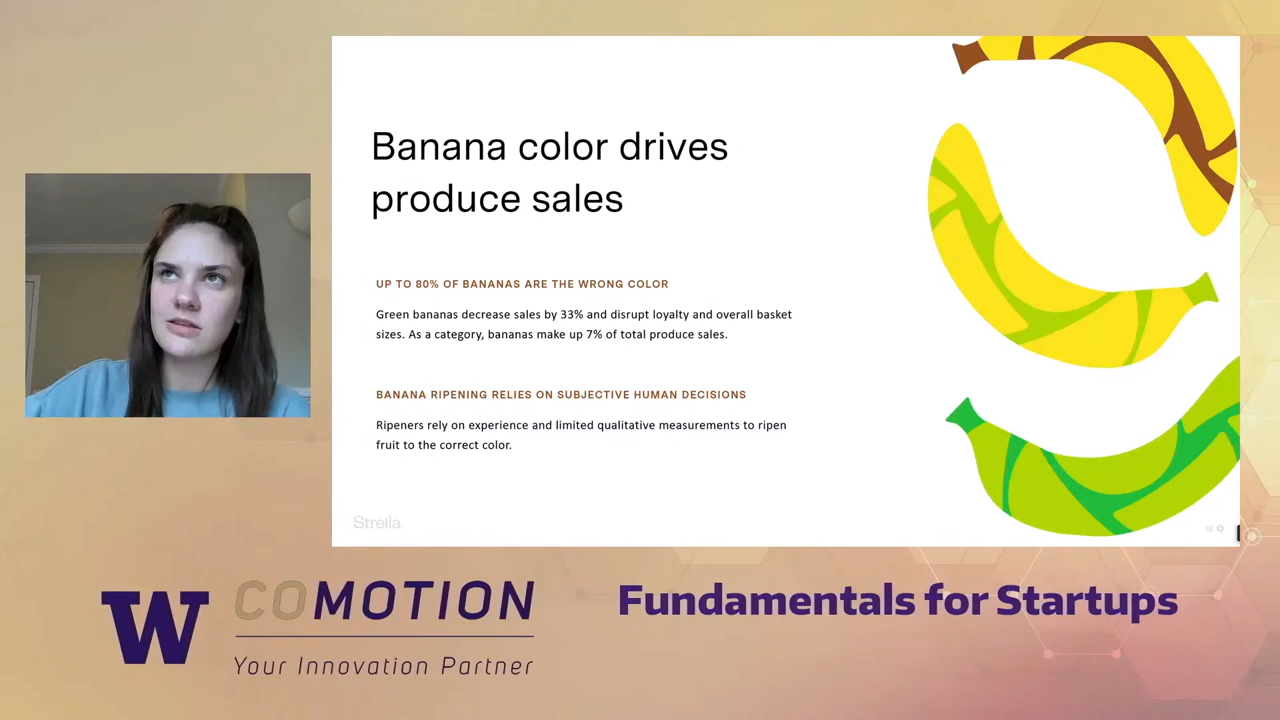 Banana color drives
produce sales
UP TO 80% OF BANANAS ARE THE WRONG COLOR
Green bananas decrease sales by 33% and disrupt loyalty and overall basket
sizes. As a category, bananas make up 7% of total produce sales.
BANANA RIPENING RELIES ON SUBJECTIVE HUMAN DECISIONS
Ripeners rely on experience and limited qualitative measurements to ripen
fruit to the correct color.
Strella
18
W COMOTION
Your Innovation Partner
Fundamentals for Startups